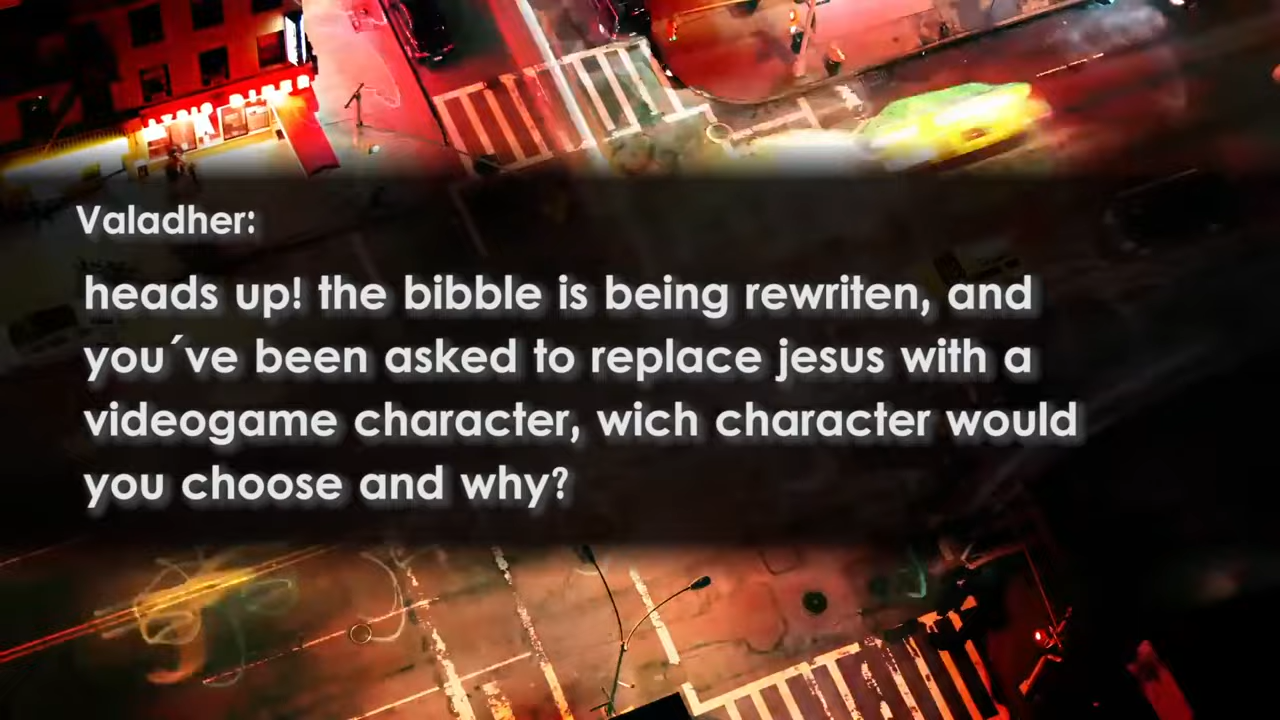 Valadher:
heads up! the bibble is being rewriten, and
you´ve been asked to replace jesus with a
videogame character, wich character would
you choose and why?